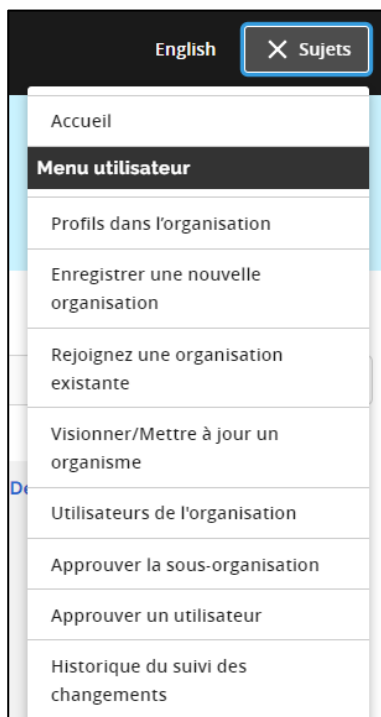 English
Sujets
Accueil
Menu utilisateur
Profils dans l’organisation
Enregistrer une nouvelle
organisation
Rejoignez une organisation
existante
Visionner/Mettre à jour un
organisme
Utilisateurs de l'organisation
Approuver la sous-organisation
Approuver un utilisateur
Historique du suivi des
changements